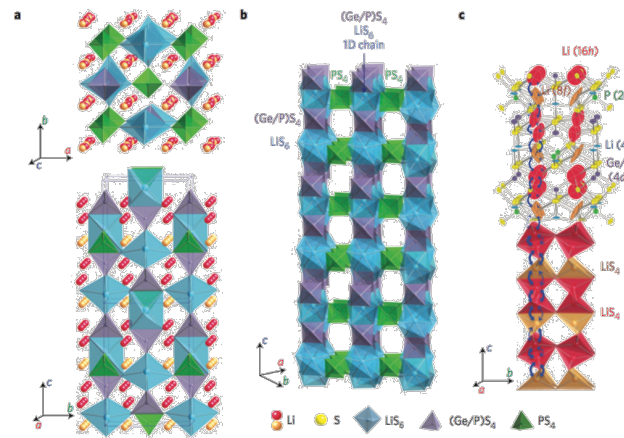 a
b
c
(Ge/P)S4
LiS6
1D chain
PS4
PS4
(Ge/P)S4
LiS6
Li (16h)
P (2
Li (4
Ge/
(4d
LiS4
LiS4
b
a
c
c
b
a
c
a
b
c
b
a
Li
S
LiS6
(Ge/P)S4
PS4